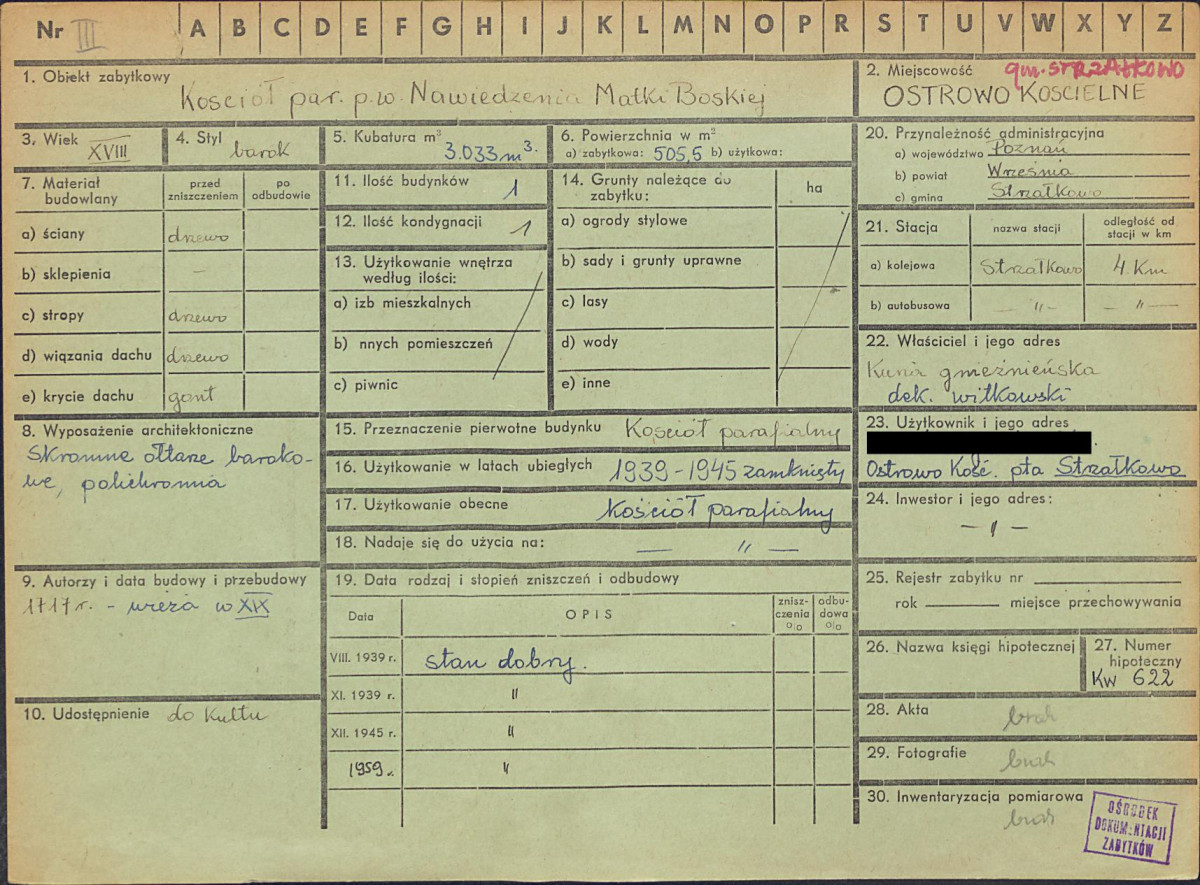 Nr III
A B C D E F G H I J K L M N O P R S T U V W X Y Z
1. Obiekt zabytkowy
Kosciół par. p.w. Nawiedzenia Matki Boskiej
2. Miejscowość gm. STRZAŁKOWO
OSTROWO KOSCIELNE
3. Wiek
XVIII
4. Styl
barok
5. Kubatura m³
3.033 m³.
6. Powierzchnia w m²
a) zabytkowa: 505,5 b) użytkowa:
20. Przynależność administracyjna
a) województwo Poznań
b) powiat Września
c) gmina Strzałkowo
7. Materiał budowlany
przed zniszczeniem
po odbudowie
a) ściany drzewo
b) sklepienia —
c) stropy drzewo
d) wiązania dachu drzewo
e) krycie dachu gont
11. Ilość budynków 1
12. Ilość kondygnacji 1
13. Użytkowanie wnętrza
według ilości:
a) izb mieszkalnych
b) nnych pomieszczeń
c) piwnic
14. Grunty należące do
zabytku:
ha
a) ogrody stylowe
b) sady i grunty uprawne
c) lasy
d) wody
e) inne
21. Stacja
nazwa stacji
odległość od
stacji w km
a) kolejowa Strzałkowo 4. Km
b) autobusowa — „ — — „ —
22. Właściciel i jego adres
Kuria gnieźnieńska
dek. witkowski
8. Wyposażenie architektoniczne
Skromne ołtarze baroko-
we, polichromia
15. Przeznaczenie pierwotne budynku Kościół parafialny
16. Użytkowanie w latach ubiegłych 1939-1945 zamknięty
17. Użytkowanie obecne Kościół parafialny
18. Nadaje się do użycia na: — „ —
23. Użytkownik i jego adres
Ostrowo Kość. pta Strzałkowo
24. Inwestor i jego adres:
— „ —
9. Autorzy i data budowy i przebudowy
1717 r. - wieża w XIX
19. Data rodzaj i stopień zniszczeń i odbudowy
Data
OPIS
znisz-
czenia
%
odbu-
dowa
%
VIII. 1939 r. stan dobry.
XI. 1939 r. „
XII. 1945 r. „
1959 r. „
25. Rejestr zabytku nr
rok miejsce przechowywania
26. Nazwa księgi hipotecznej
27. Numer
hipoteczny
Kw 622
10. Udostępnienie do Kultu
28. Akta brak
29. Fotografie brak
30. Inwentaryzacja pomiarowa
brak
OŚRODEK
DOKUMENTACJI
ZABYTKÓW